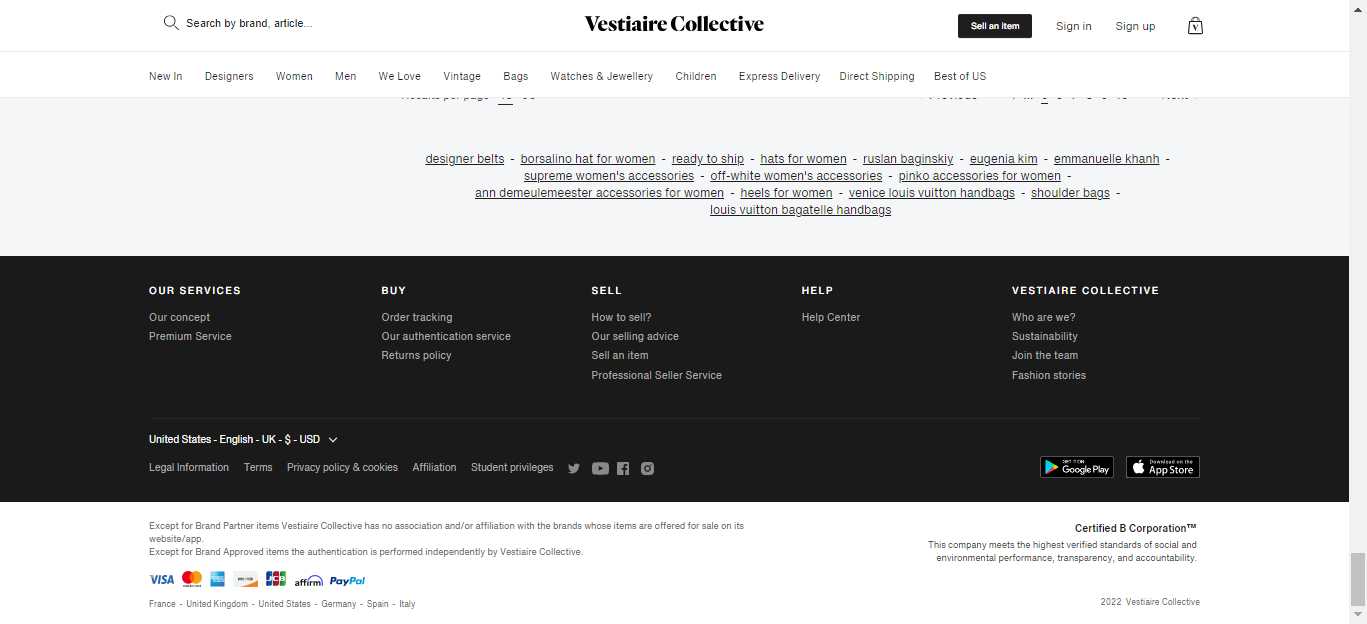 Search by brand, article...
Vestiaire Collective
Sell an item
Sign in
Sign up
New In Designers Women Men We Love Vintage Bags Watches & Jewellery Children Express Delivery Direct Shipping Best of US
designer belts - borsalino hat for women - ready to ship - hats for women - ruslan baginskiy - eugenia kim - emmanuelle khanh -
supreme women's accessories - off-white women's accessories - pinko accessories for women -
ann demeulemeester accessories for women - heels for women - venice louis vuitton handbags - shoulder bags -
louis vuitton bagatelle handbags
OUR SERVICES
Our concept
Premium Service
BUY
Order tracking
Our authentication service
Returns policy
SELL
How to sell?
Our selling advice
Sell an item
Professional Seller Service
HELP
Help Center
VESTIAIRE COLLECTIVE
Who are we?
Sustainability
Join the team
Fashion stories
United States - English - UK - $ - USD
Legal Information Terms Privacy policy & cookies Affiliation Student privileges
GET IT ON
Google Play
Download on the
App Store
Except for Brand Partner items Vestiaire Collective has no association and/or affiliation with the brands whose items are offered for sale on its
website/app.
Except for Brand Approved items the authentication is performed independently by Vestiaire Collective.
VISA
JCB
affirm
PayPal
France - United Kingdom - United States - Germany - Spain - Italy
Certified B Corporation™
This company meets the highest verified standards of social and
environmental performance, transparency, and accountability.
2022 Vestiaire Collective